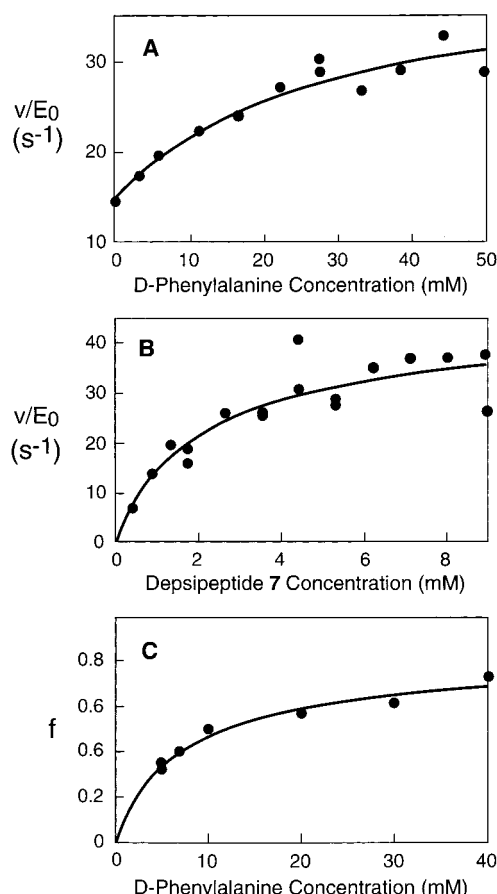 A
v/E0
(s-1)
30
20
10
0 10 20 30 40 50
D-Phenylalanine Concentration (mM)
B
v/E0
(s-1)
40
30
20
10
0
0 2 4 6 8
Depsipeptide 7 Concentration (mM)
C
f
0.8
0.6
0.6
0.2
0
0 10 20 30 40
D-Phenylalanine Concentration (mM)